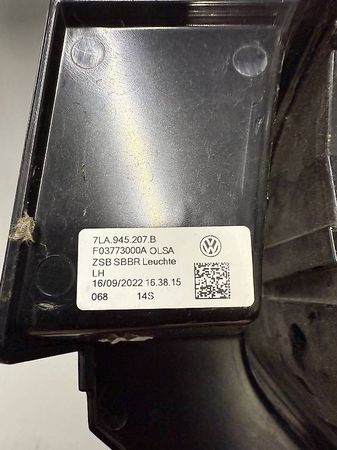 7LA.945.207.B
F03773000A OLSA
ZSB SBBR Leuchte
LH
16/09/2022 16.38.15
068 14S